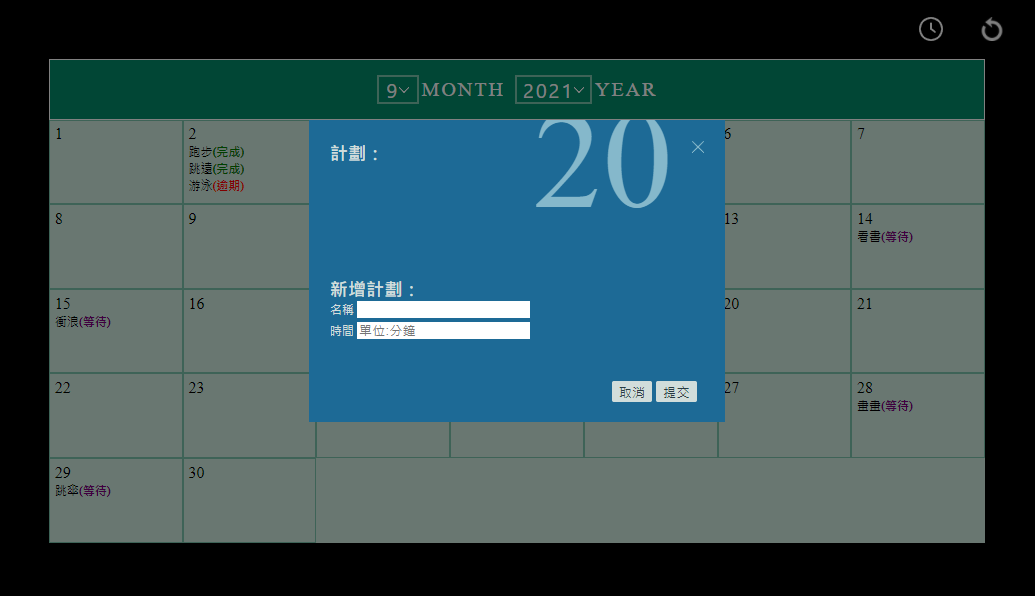 9 MONTH 2021 YEAR
1
2
跑步(完成)
跳遠(完成)
游泳(逾期)
計劃：
20
6
7
8
9
13
14
看書(等待)
15
衝浪(等待)
16
新增計劃：
名稱
時間 單位:分鐘
取消 提交
20
21
22
23
27
28
畫畫(等待)
29
跳傘(等待)
30